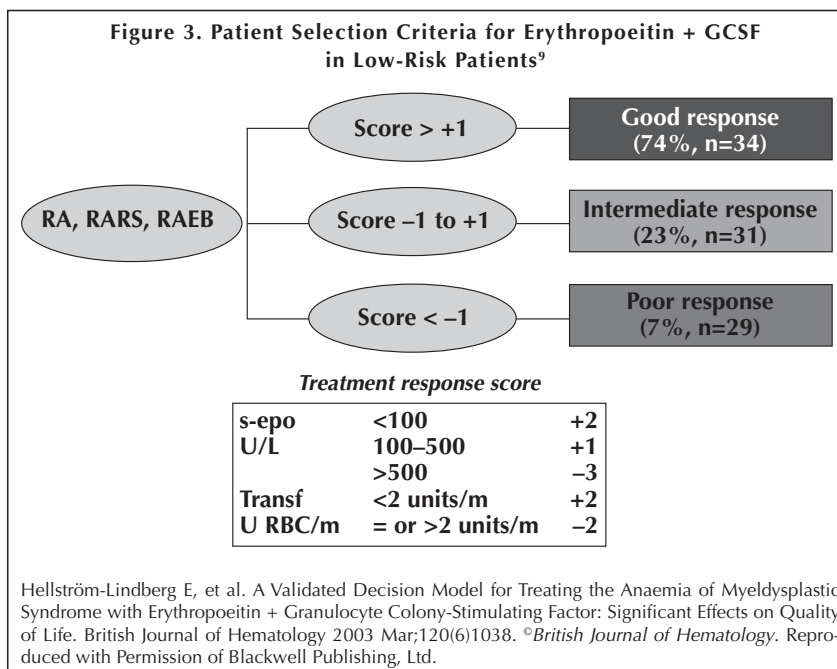 Figure 3. Patient Selection Criteria for Erythropoeitin + GCSF
in Low-Risk Patients⁹
Score > +1
Good response
(74%, n=34)
RA, RARS, RAEB
Score –1 to +1
Intermediate response
(23%, n=31)
Score < –1
Poor response
(7%, n=29)
Treatment response score
s-epo <100 +2
U/L 100–500 +1
>500 –3
Transf <2 units/m +2
U RBC/m = or >2 units/m –2
Hellström-Lindberg E, et al. A Validated Decision Model for Treating the Anaemia of Myeldysplastic
Syndrome with Erythropoeitin + Granulocyte Colony-Stimulating Factor: Significant Effects on Quality
of Life. British Journal of Hematology 2003 Mar;120(6)1038. ©British Journal of Hematology. Repro-
duced with Permission of Blackwell Publishing, Ltd.